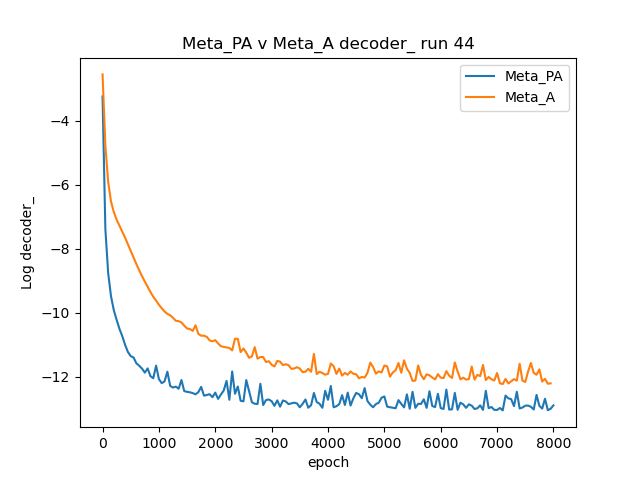 Meta_PA v Meta_A decoder_ run 44
Meta_PA
Meta_A
Log decoder_
−4
−6
−8
−10
−12
0
1000
2000
3000
4000
5000
6000
7000
8000
epoch